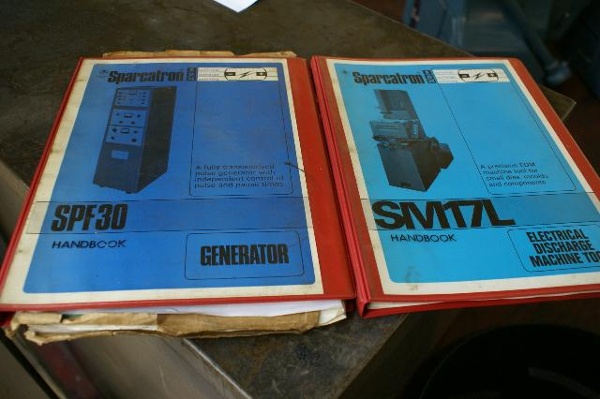 Sparcatron
A fully transistorised
pulse generator with
independent control of
pulse and pause times
SPF30
HANDBOOK
GENERATOR
Sparcatron
A precision EDM
machine tool for
small dies, moulds
and components
SM17L
HANDBOOK
ELECTRICAL
DISCHARGE
MACHINE TOO